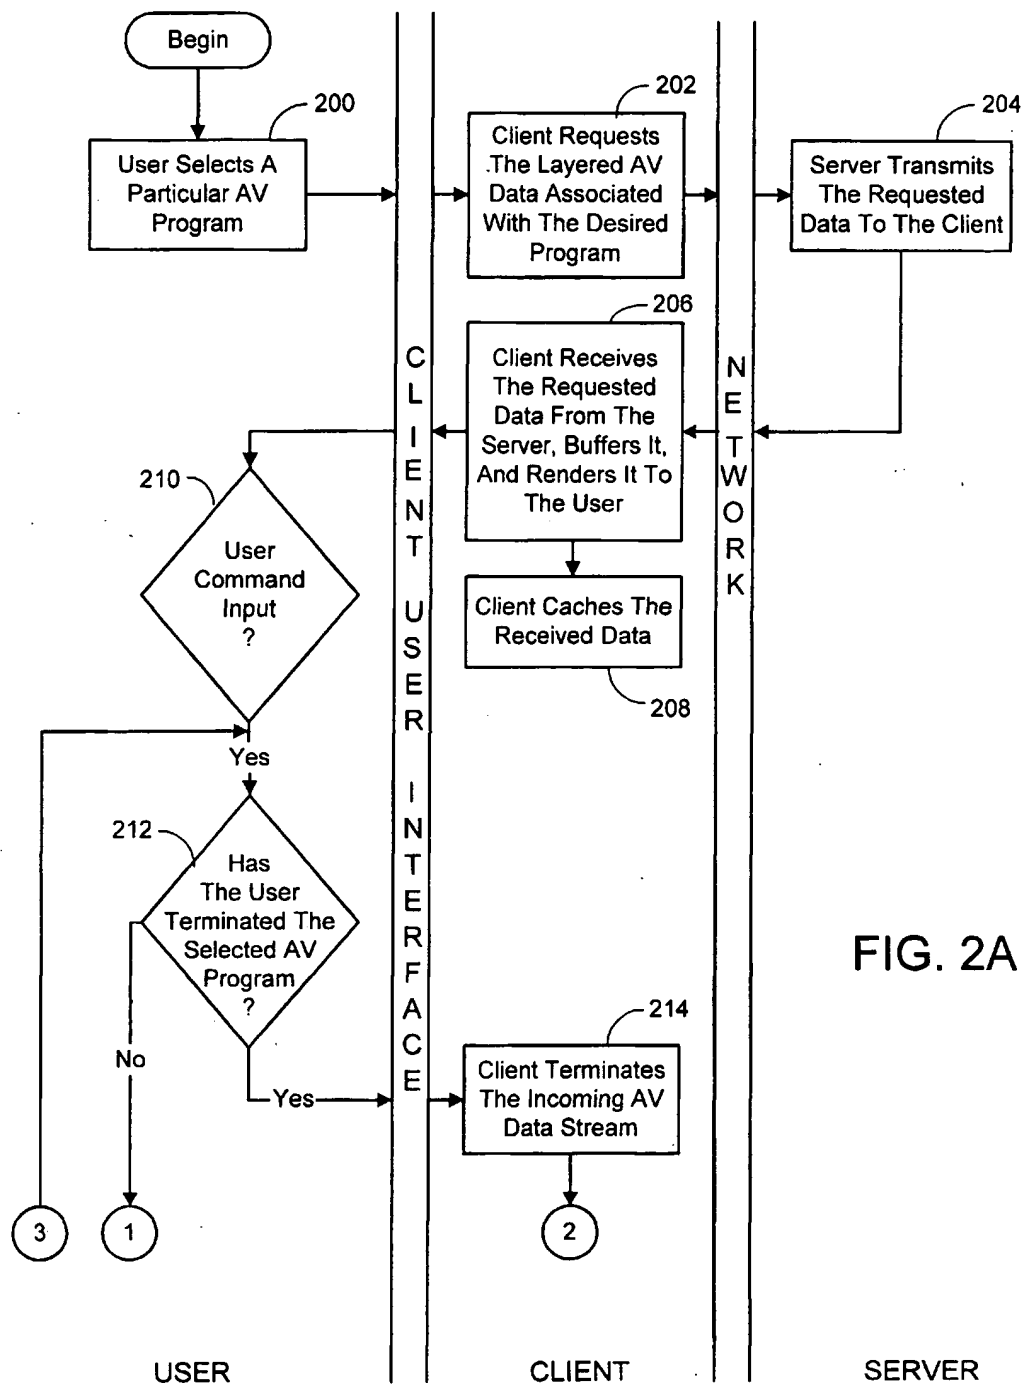 Begin
200
User Selects A
Particular AV
Program
202
Client Requests
The Layered AV
Data Associated
With The Desired
Program
204
Server Transmits
The Requested
Data To The Client
206
Client Receives
The Requested
Data From The
Server, Buffers It,
And Renders It To
The User
CLIENT USER INTERFACE
NETWORK
210
User
Command
Input
?
Client Caches The
Received Data
208
Yes
212
Has
The User
Terminated The
Selected AV
Program
?
FIG. 2A
No
Yes
214
Client Terminates
The Incoming AV
Data Stream
3
1
2
USER
CLIENT
SERVER